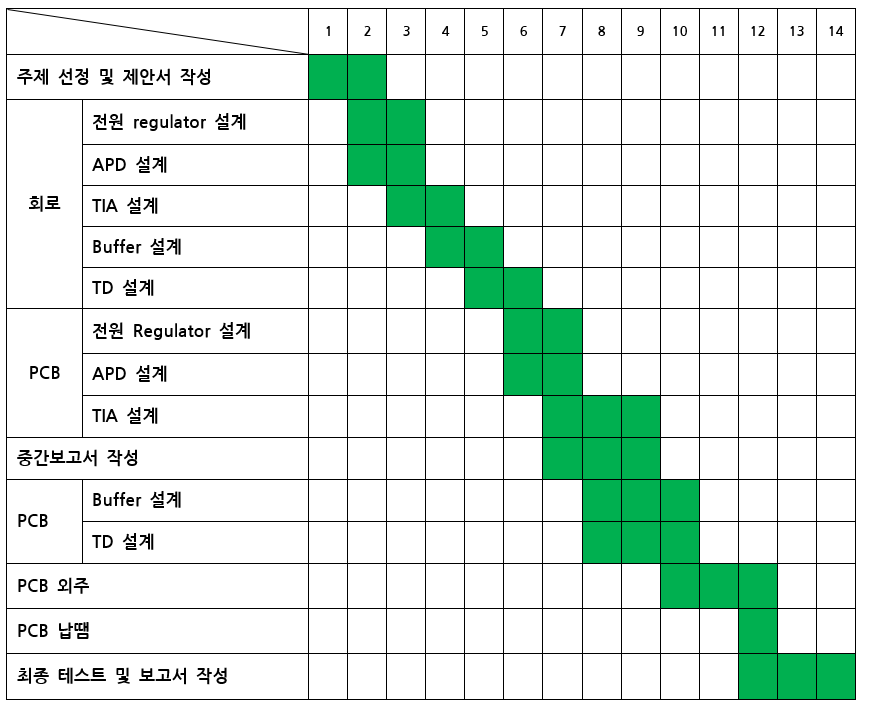 1 2 3 4 5 6 7 8 9 10 11 12 13 14
주제 선정 및 제안서 작성
회로
전원 regulator 설계
APD 설계
TIA 설계
Buffer 설계
TD 설계
PCB
전원 Regulator 설계
APD 설계
TIA 설계
중간보고서 작성
PCB
Buffer 설계
TD 설계
PCB 외주
PCB 납땜
최종 테스트 및 보고서 작성